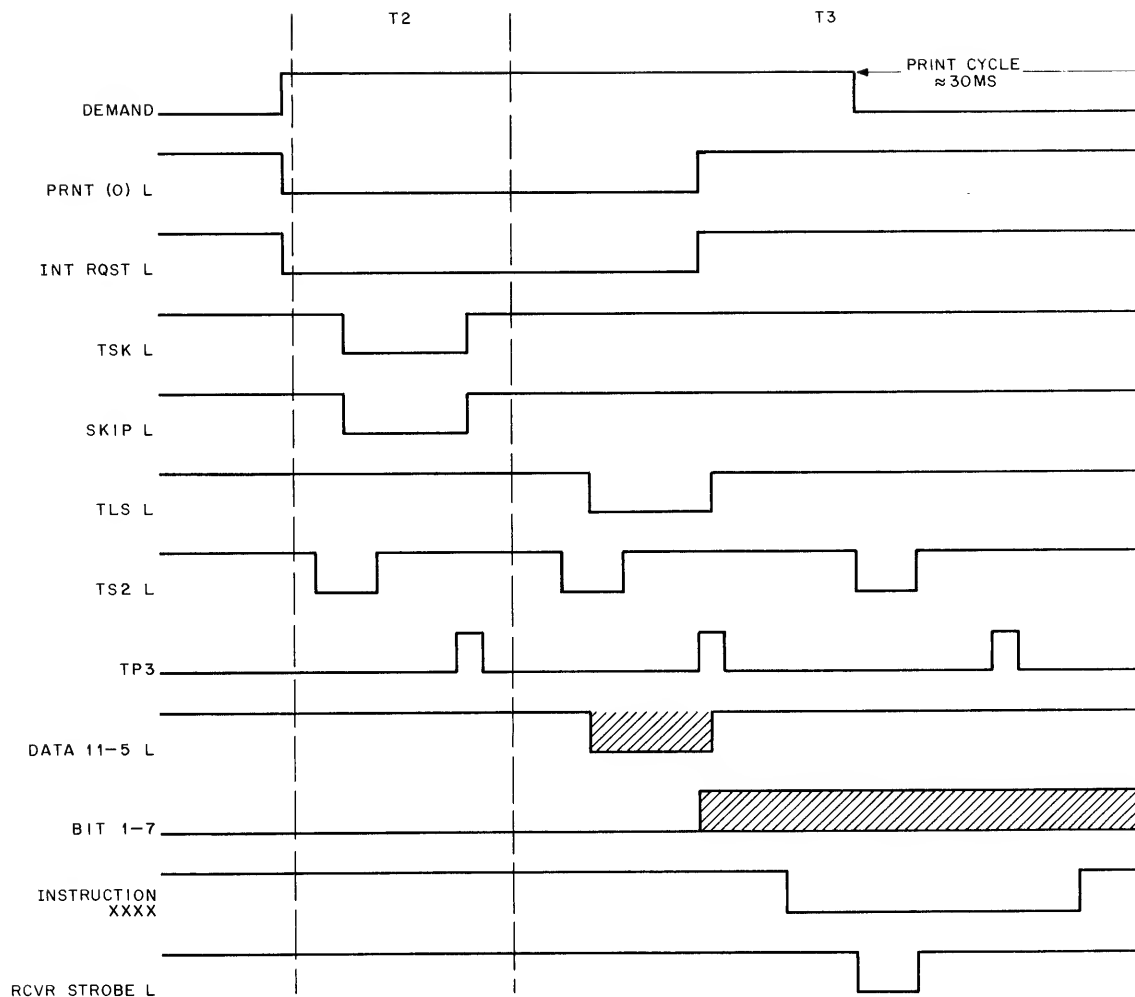 T2
T3
PRINT CYCLE
≈30MS
DEMAND
PRNT (0) L
INT RQST L
TSK L
SKIP L
TLS L
TS2 L
TP3
DATA 11-5 L
BIT 1-7
INSTRUCTION
XXXX
RCVR STROBE L